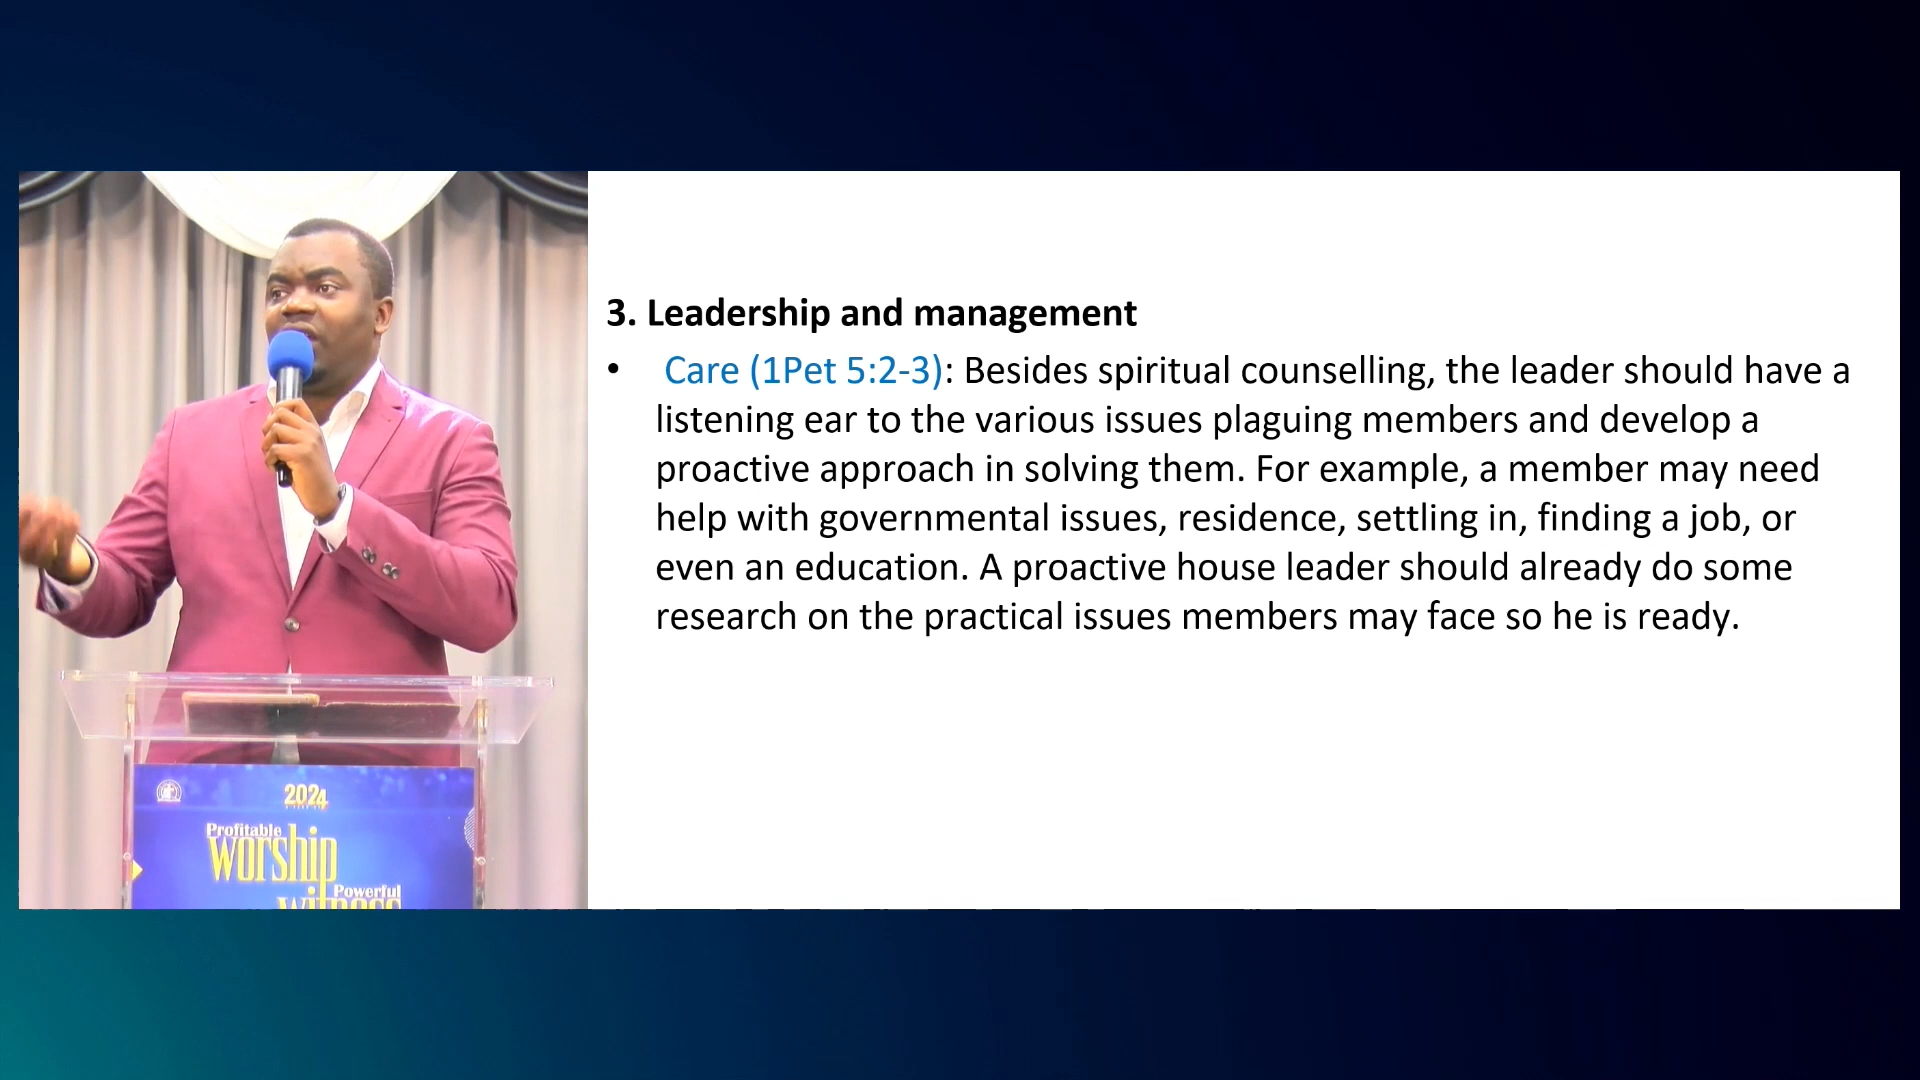 3. Leadership and management
• Care (1Pet 5:2-3): Besides spiritual counselling, the leader should have a
listening ear to the various issues plaguing members and develop a
proactive approach in solving them. For example, a member may need
help with governmental issues, residence, settling in, finding a job, or
even an education. A proactive house leader should already do some
research on the practical issues members may face so he is ready.
2024
Profitable
worship
Powerful
witness